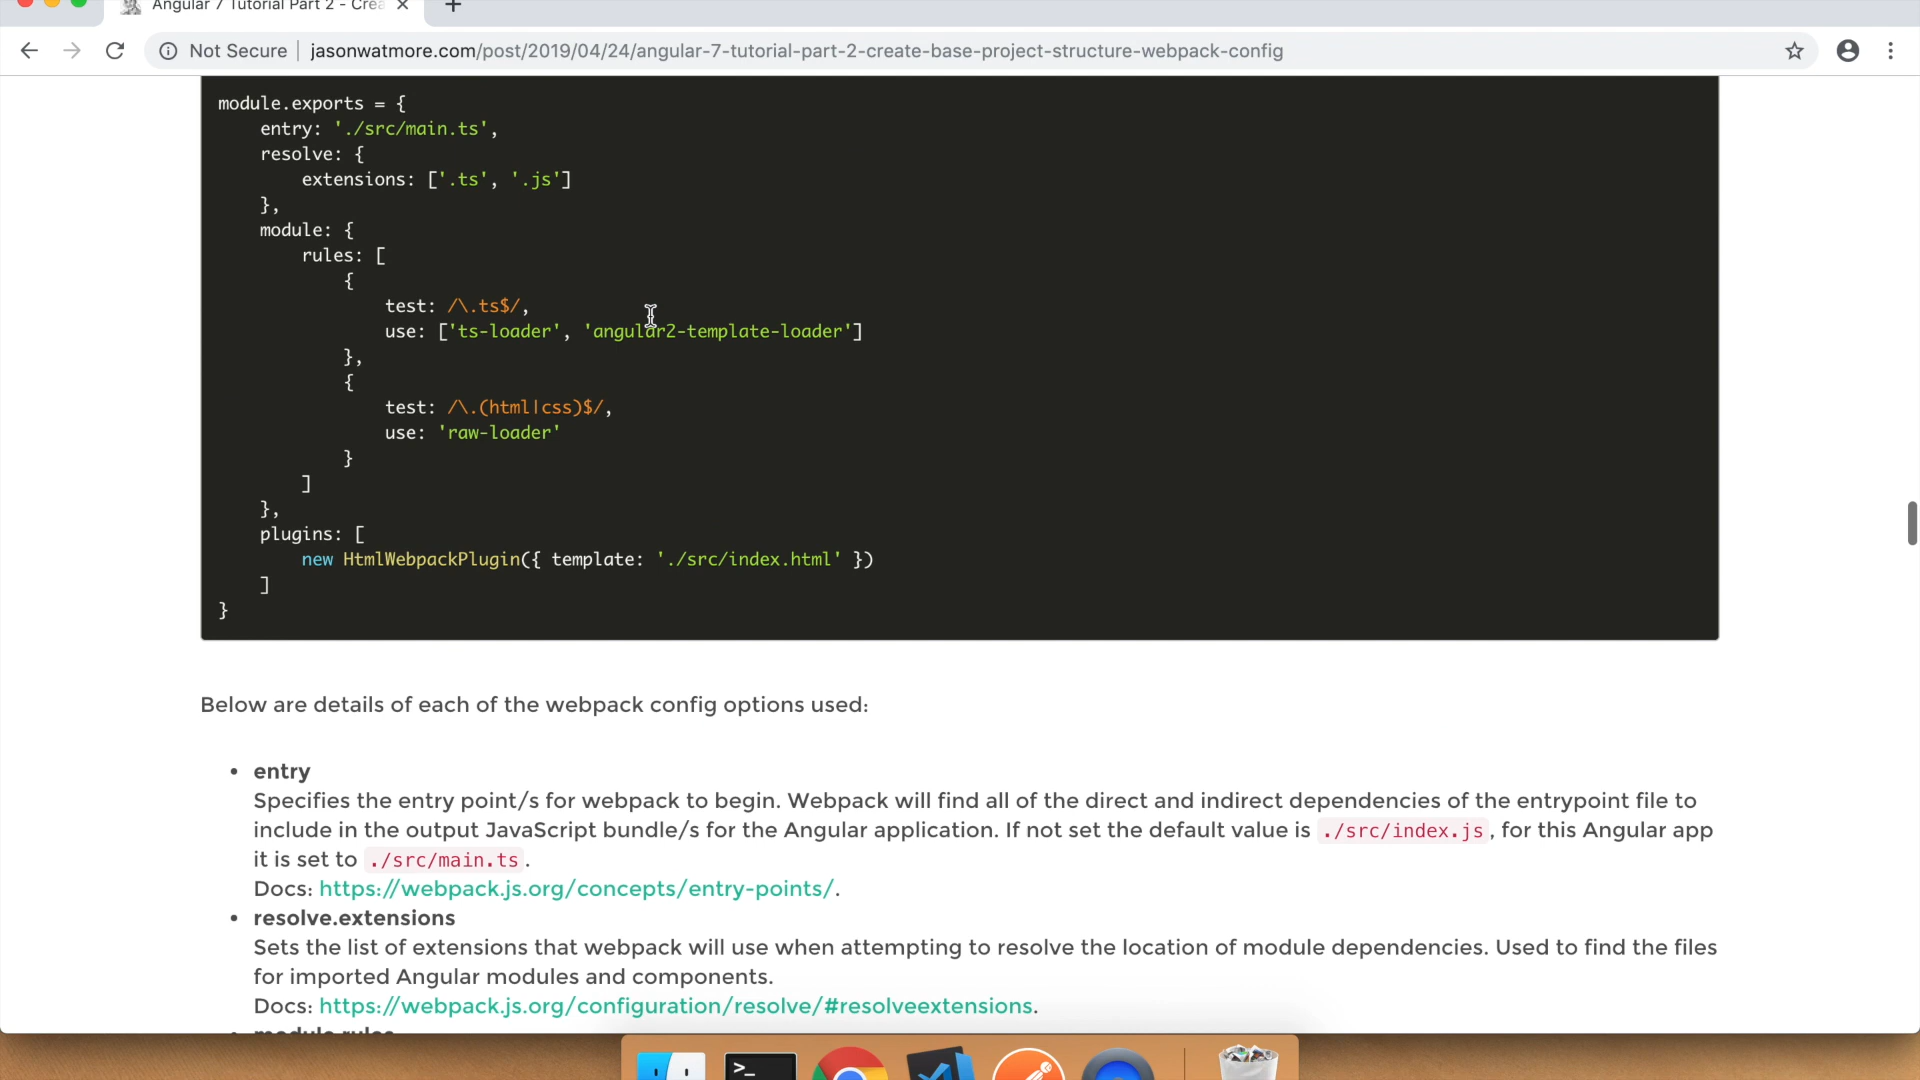 Angular 7 Tutorial Part 2 - Crea
Not Secure jasonwatmore.com/post/2019/04/24/angular-7-tutorial-part-2-create-base-project-structure-webpack-config
module.exports = {
    entry: './src/main.ts',
    resolve: {
        extensions: ['.ts', '.js']
    },
    module: {
        rules: [
            {
                test: /\.ts$/,
                use: ['ts-loader', 'angular2-template-loader']
            },
            {
                test: /\.(html|css)$/,
                use: 'raw-loader'
            }
        ]
    },
    plugins: [
        new HtmlWebpackPlugin({ template: './src/index.html' })
    ]
}
Below are details of each of the webpack config options used:
• entry
Specifies the entry point/s for webpack to begin. Webpack will find all of the direct and indirect dependencies of the entrypoint file to
include in the output JavaScript bundle/s for the Angular application. If not set the default value is ./src/index.js, for this Angular app
it is set to ./src/main.ts.
Docs: https://webpack.js.org/concepts/entry-points/.
• resolve.extensions
Sets the list of extensions that webpack will use when attempting to resolve the location of module dependencies. Used to find the files
for imported Angular modules and components.
Docs: https://webpack.js.org/configuration/resolve/#resolveextensions.
• module.rules
>_